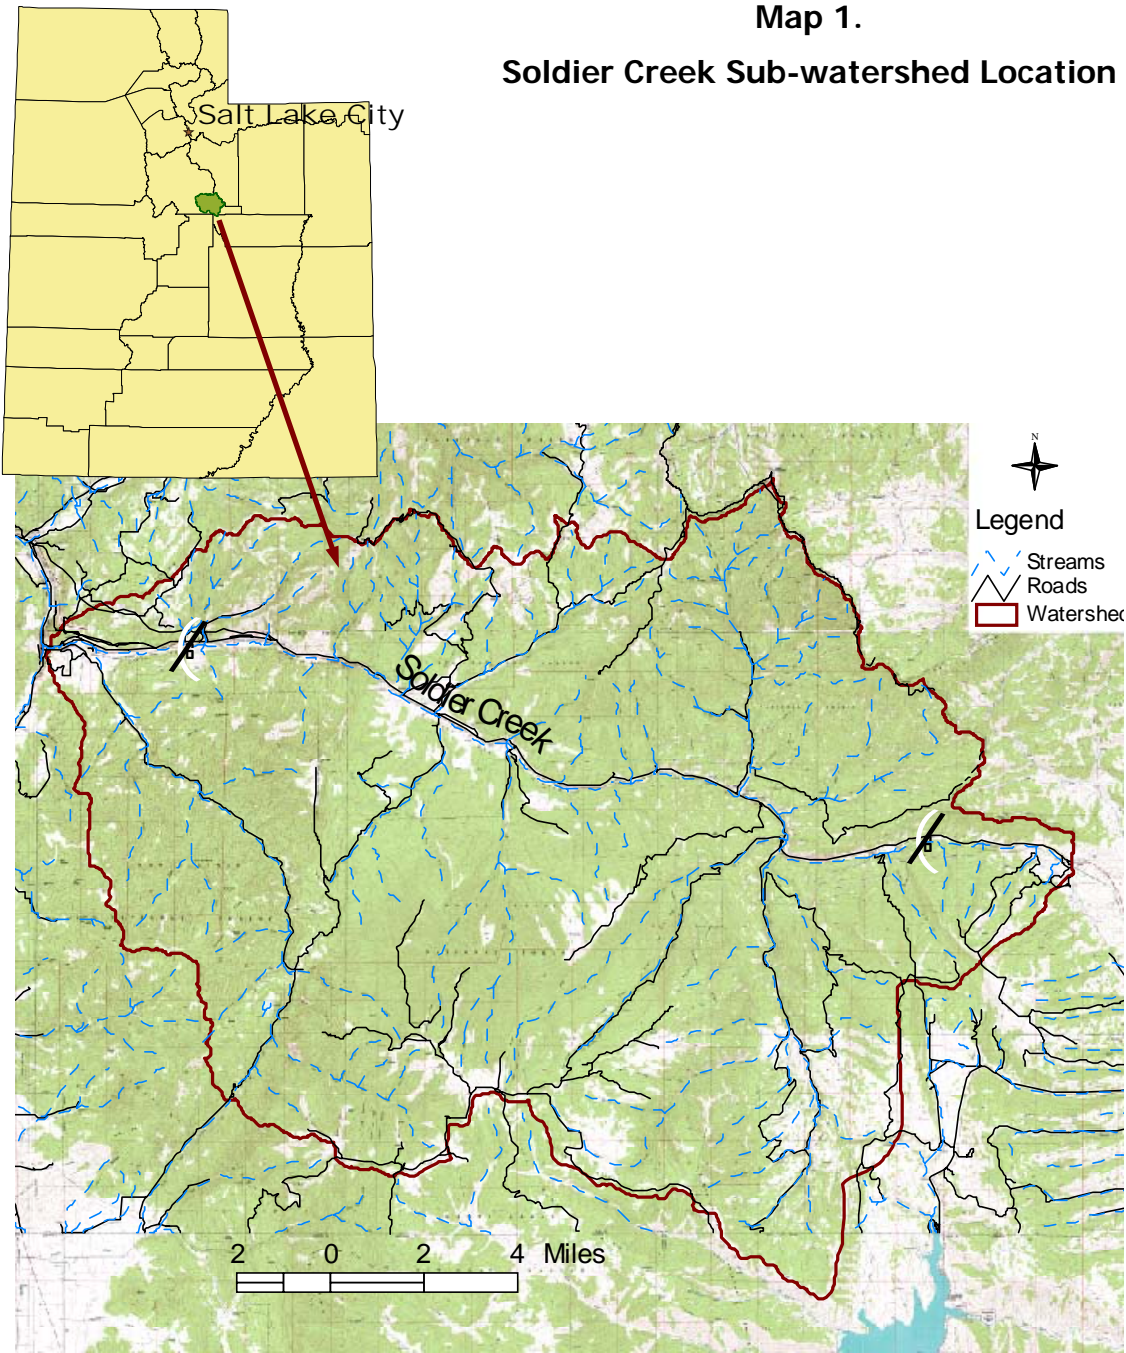 Map 1.
Soldier Creek Sub-watershed Location
Salt Lake City
N
Legend
Streams
Roads
Watershed
Soldier Creek
2 0 2 4 Miles